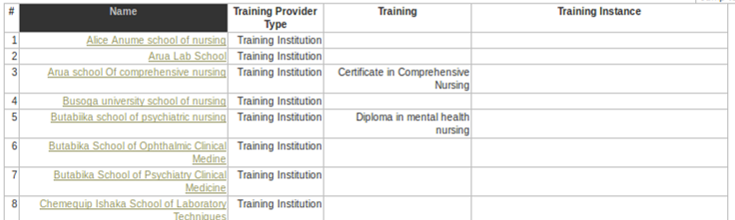 # Name Training Provider Type Training Training Instance
1 Alice Anume school of nursing Training Institution
2 Arua Lab School Training Institution
3 Arua school Of comprehensive nursing Training Institution Certificate in Comprehensive
Nursing
4 Busoga university school of nursing Training Institution
5 Butabiika school of psychiatric nursing Training Institution Diploma in mental health
nursing
6 Butabika School of Ophthalmic Clinical Training Institution
Medine
7 Butabika School of Psychiatry Clinical Training Institution
Medicine
8 Chemequip Ishaka School of Laboratory Training Institution
Techniques